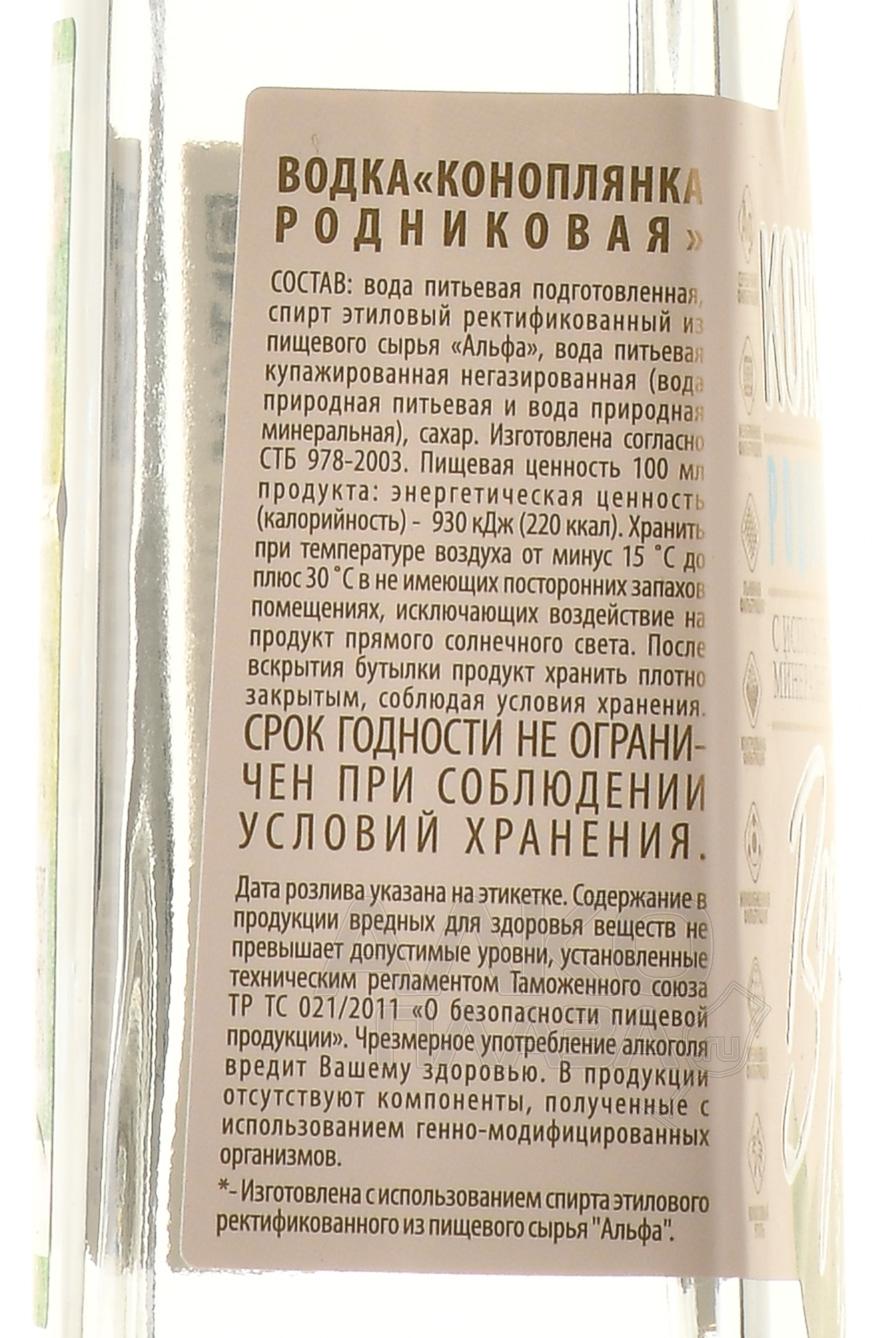 ВОДКА «КОНОПЛЯНКА
РОДНИКОВАЯ»
СОСТАВ: вода питьевая подготовленная,
спирт этиловый ректификованный из
пищевого сырья «Альфа», вода питьевая
купажированная негазированная (вода
природная питьевая и вода природная
минеральная), сахар. Изготовлена согласно
СТБ 978-2003. Пищевая ценность 100 мл
продукта: энергетическая ценность
(калорийность) - 930 кДж (220 ккал). Хранить
при температуре воздуха от минус 15 ˚С до
плюс 30 ˚С в не имеющих посторонних запахов
помещениях, исключающих воздействие на
продукт прямого солнечного света. После
вскрытия бутылки продукт хранить плотно
закрытым, соблюдая условия хранения.
СРОК ГОДНОСТИ НЕ ОГРАНИ-
ЧЕН ПРИ СОБЛЮДЕНИИ
УСЛОВИЙ ХРАНЕНИЯ.
Дата розлива указана на этикетке. Содержание в
продукции вредных для здоровья веществ не
превышает допустимые уровни, установленные
техническим регламентом Таможенного союза
ТР ТС 021/2011 «О безопасности пищевой
продукции». Чрезмерное употребление алкоголя
вредит Вашему здоровью. В продукции
отсутствуют компоненты, полученные с
использованием генно-модифицированных
организмов.
*- Изготовлена с использованием спирта этилового
ректификованного из пищевого сырья "Альфа".